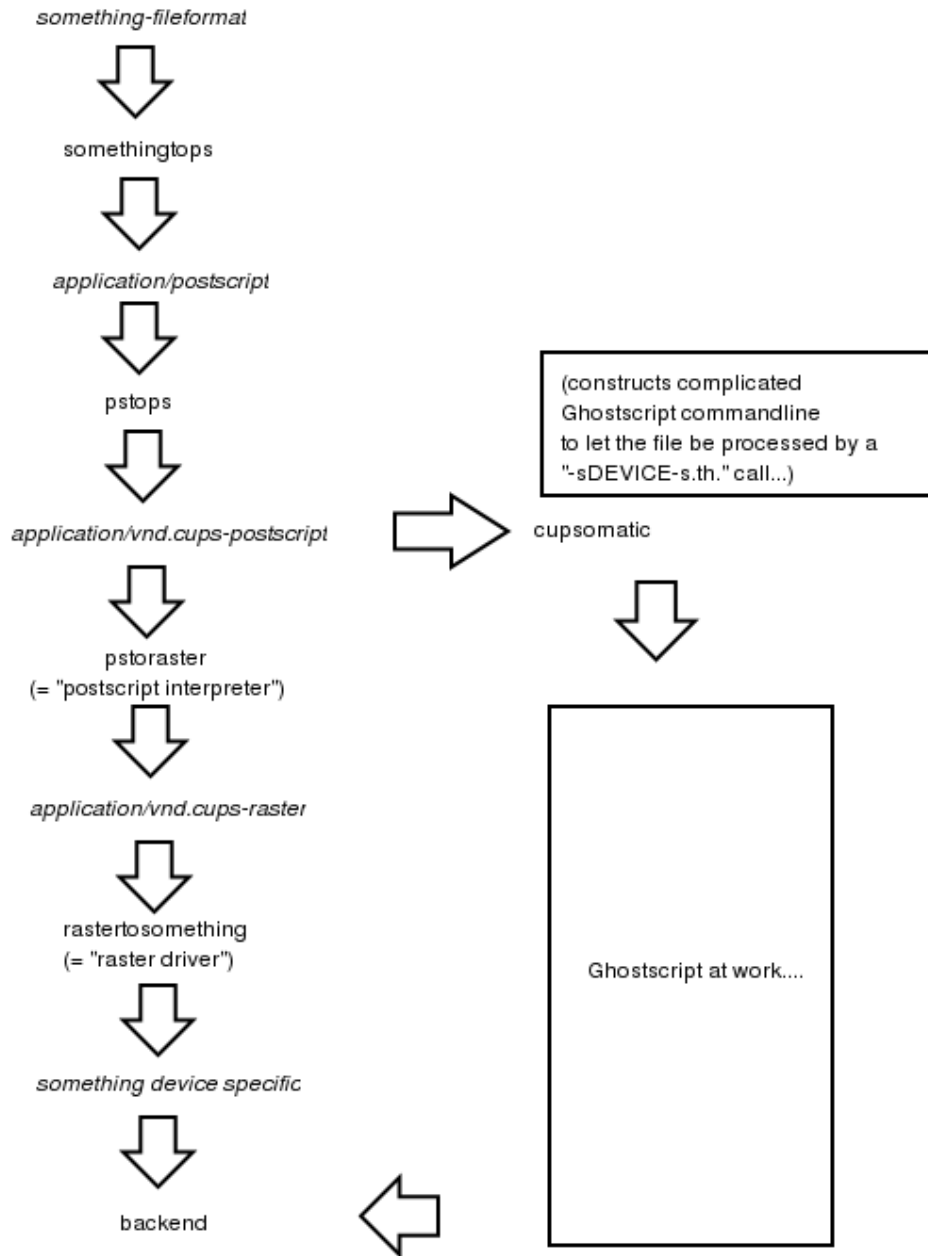 something-fileformat
somethingtops
application/postscript
pstops
(constructs complicated
Ghostscript commandline
to let the file be processed by a
"-sDEVICE-s.th." call...)
application/vnd.cups-postscript
cupsomatic
pstoraster
(= "postscript interpreter")
application/vnd.cups-raster
rastertosomething
(= "raster driver")
Ghostscript at work....
something device specific
backend